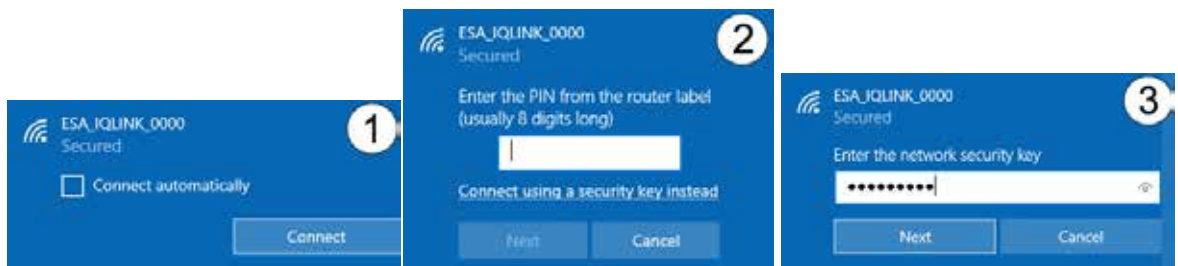 ESA_IQLINK_0000
Secured
1
Connect automatically
Connect
ESA_IQLINK_0000
Secured
2
Enter the PIN from the router label
(usually 8 digits long)
Connect using a security key instead
Next
Cancel
ESA_IQLINK_0000
Secured
3
Enter the network security key
•••••••••
Next
Cancel